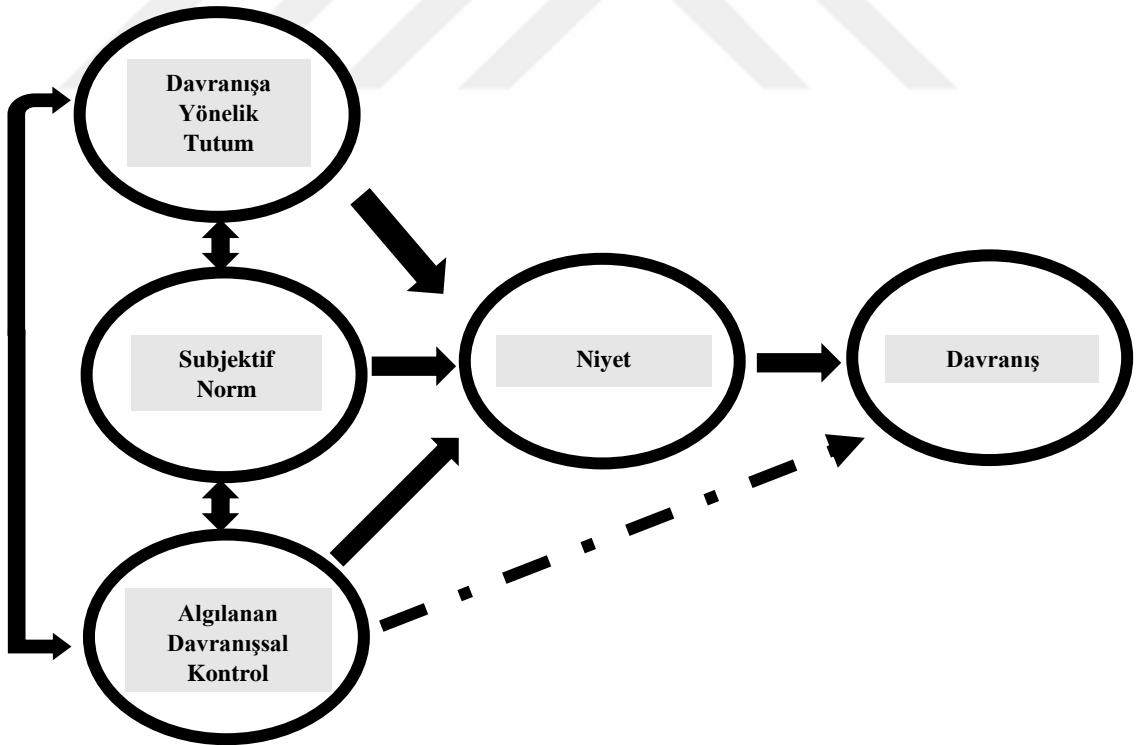 Davranışa
Yönelik
Tutum
Subjektif
Norm
Niyet
Davranış
Algılanan
Davranışsal
Kontrol